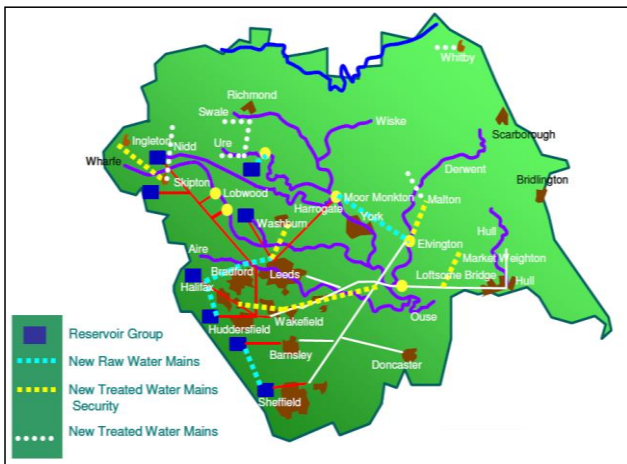 Whitby
Richmond
Swale
Wiske
Scarborough
Ingleton
Nidd
Ure
Wharfe
Derwent
Skipton
Lobwood
Moor Monkton
Malton
Bridlington
Harrogate
York
Washburn
Elvington
Hull
Aire
Market Weighton
Bradford
Leeds
Loftsome Bridge
Hull
Halifax
Ouse
Huddersfield
Wakefield
Barnsley
Doncaster
Sheffield
Reservoir Group
New Raw Water Mains
New Treated Water Mains
Security
New Treated Water Mains